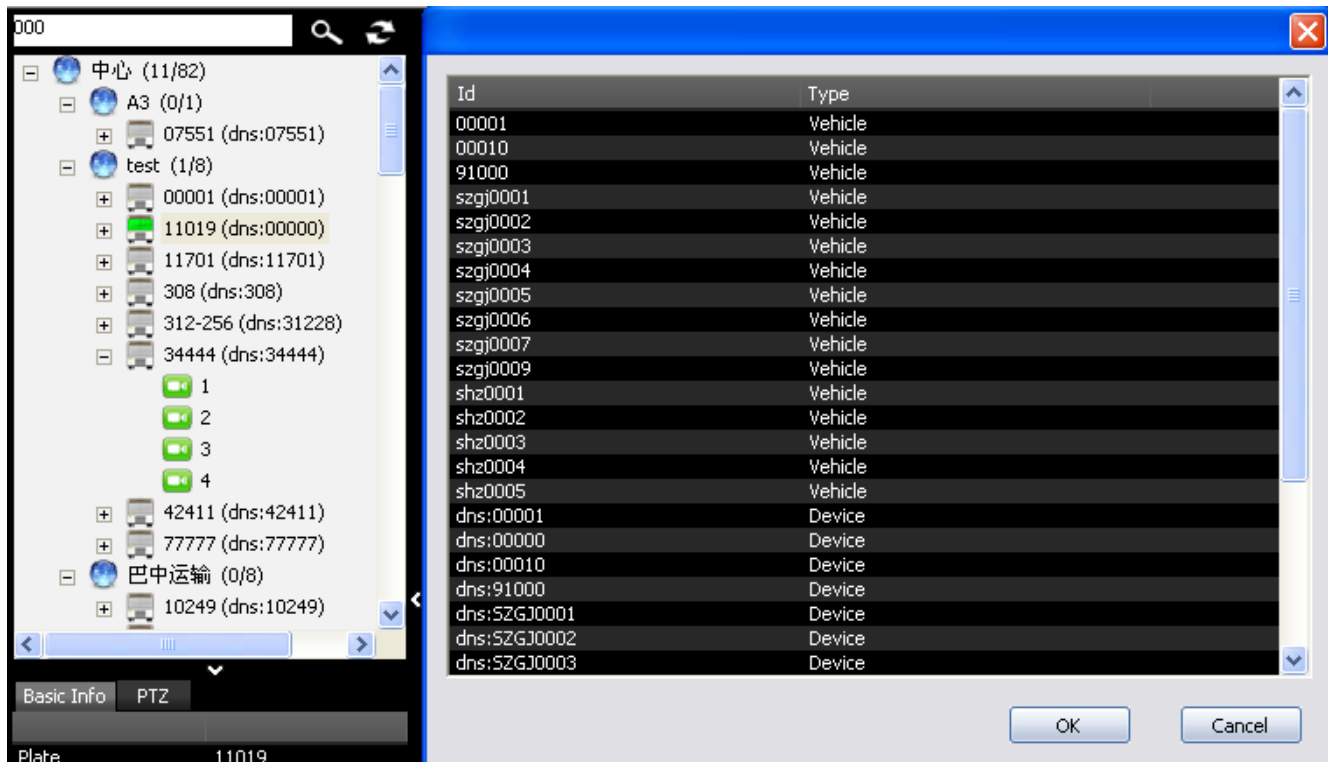 000
中心 (11/82)
A3 (0/1)
07551 (dns:07551)
test (1/8)
00001 (dns:00001)
11019 (dns:00000)
11701 (dns:11701)
308 (dns:308)
312-256 (dns:31228)
34444 (dns:34444)
1
2
3
4
42411 (dns:42411)
77777 (dns:77777)
巴中运输 (0/8)
10249 (dns:10249)
Basic Info PTZ
Plate 11019
Id Type
00001 Vehicle
00010 Vehicle
91000 Vehicle
szgj0001 Vehicle
szgj0002 Vehicle
szgj0003 Vehicle
szgj0004 Vehicle
szgj0005 Vehicle
szgj0006 Vehicle
szgj0007 Vehicle
szgj0009 Vehicle
shz0001 Vehicle
shz0002 Vehicle
shz0003 Vehicle
shz0004 Vehicle
shz0005 Vehicle
dns:00001 Device
dns:00000 Device
dns:00010 Device
dns:91000 Device
dns:SZGJ0001 Device
dns:SZGJ0002 Device
dns:SZGJ0003 Device
OK Cancel